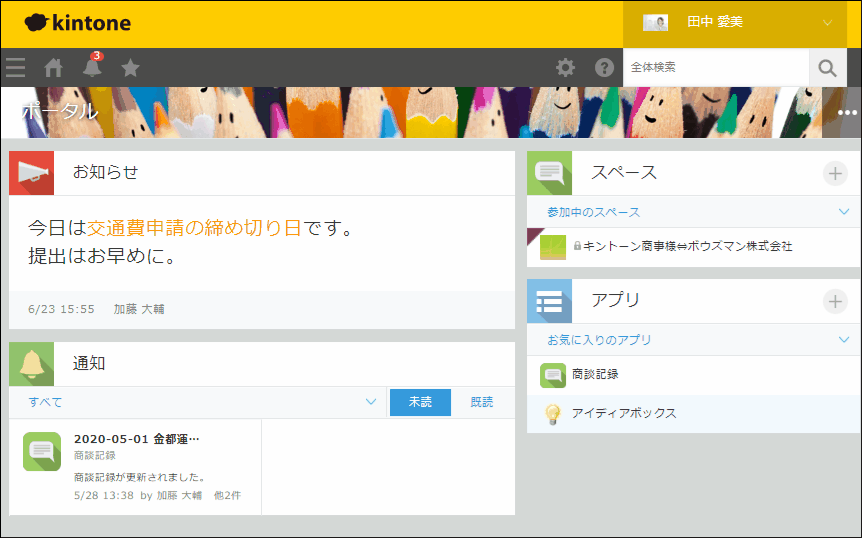 kintone
田中 愛美
3
全体検索
ポータル
お知らせ
今日は交通費申請の締め切り日です。
提出はお早めに。
6/23 15:55 加藤 大輔
通知
すべて
未読 既読
2020-05-01 金都運…
商談記録
商談記録が更新されました。
5/28 13:38 by 加藤 大輔 他2件
スペース
参加中のスペース
キントーン商事様⇔ボウズマン株式会社
アプリ
お気に入りのアプリ
商談記録
アイディアボックス